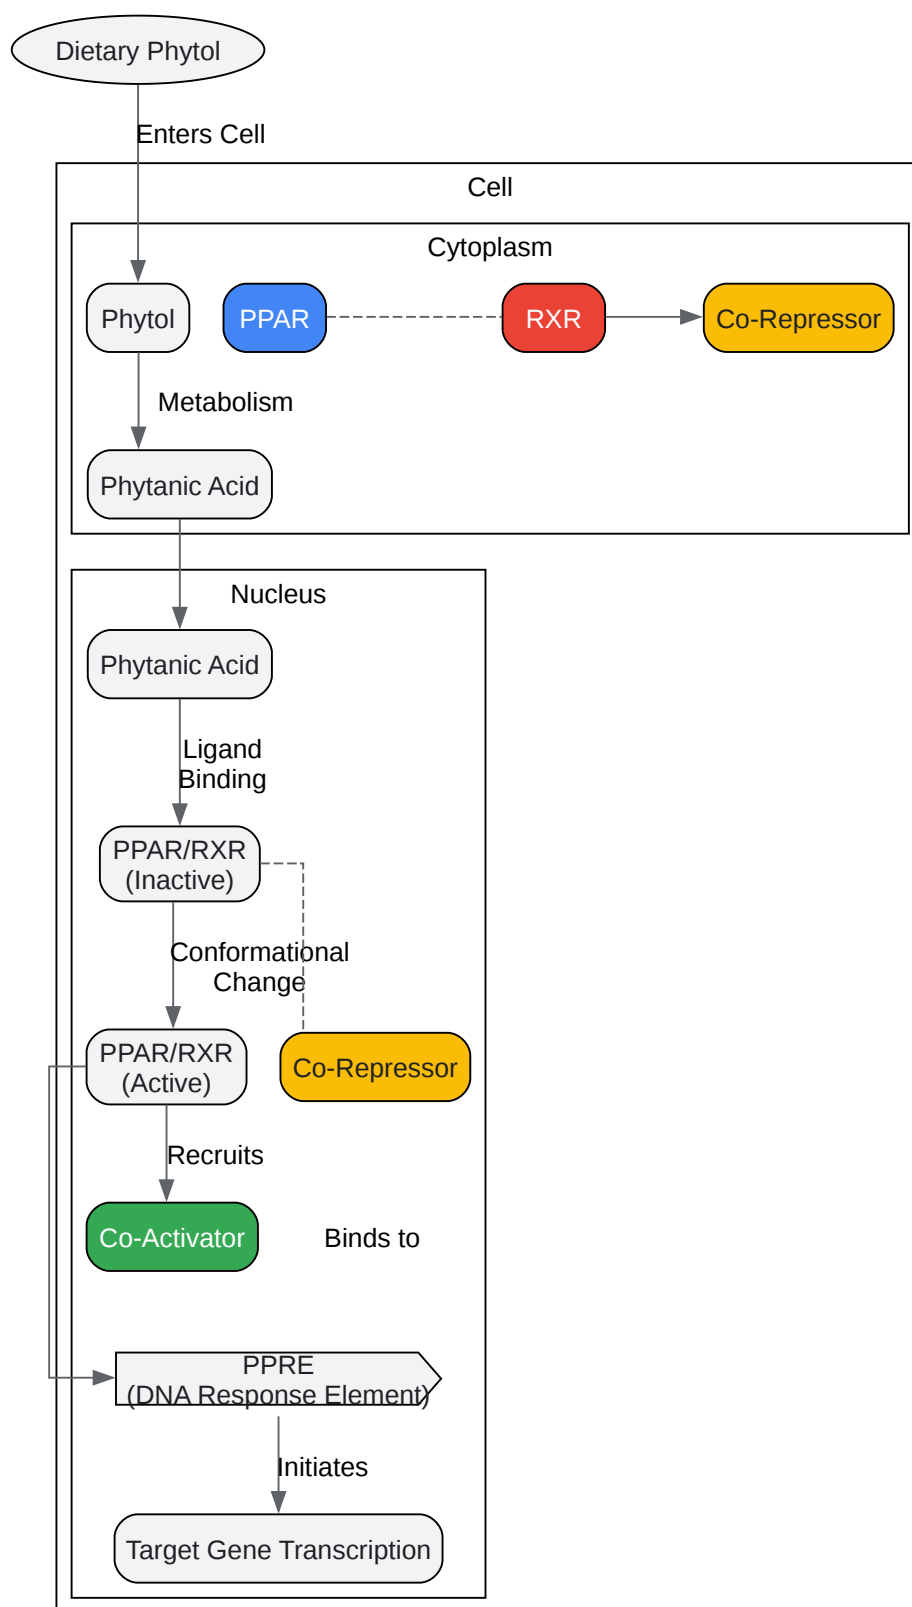 Dietary Phytol
Enters Cell
Cell
Cytoplasm
Phytol
PPAR
RXR
Co-Repressor
Metabolism
Phytanic Acid
Nucleus
Phytanic Acid
Ligand
Binding
PPAR/RXR
(Inactive)
Conformational
Change
PPAR/RXR
(Active)
Co-Repressor
Recruits
Co-Activator
Binds to
PPRE
(DNA Response Element)
Initiates
Target Gene Transcription